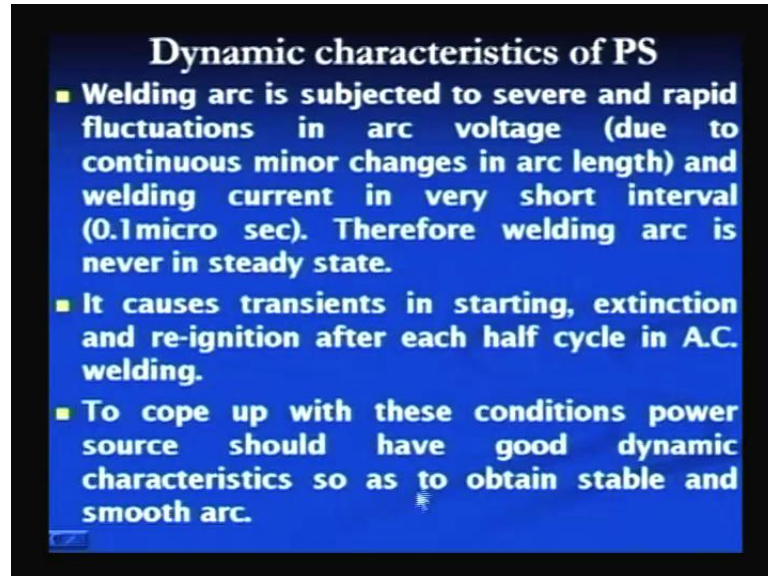 Dynamic characteristics of PS
Welding arc is subjected to severe and rapid
fluctuations in arc voltage (due to
continuous minor changes in arc length) and
welding current in very short interval
(0.1micro sec). Therefore welding arc is
never in steady state.
It causes transients in starting, extinction
and re-ignition after each half cycle in A.C.
welding.
To cope up with these conditions power
source should have good dynamic
characteristics so as to obtain stable and
smooth arc.